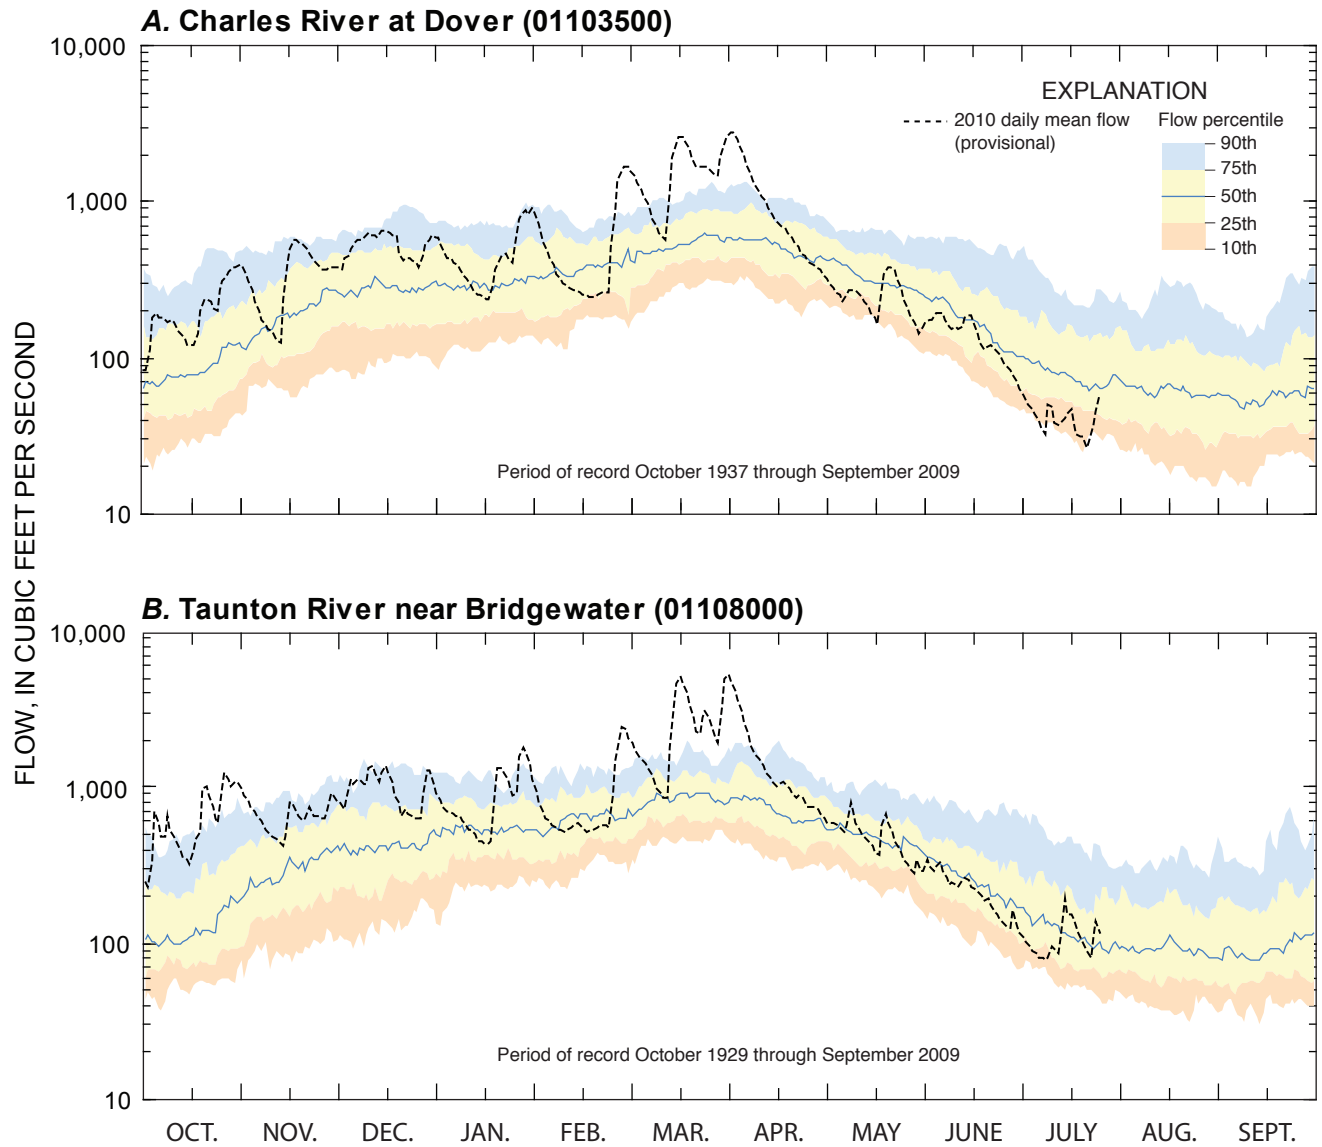 A. Charles River at Dover (01103500)
10,000
1,000
100
10
EXPLANATION
2010 daily mean flow
(provisional)
Flow percentile
90th
75th
50th
25th
10th
Period of record October 1937 through September 2009
FLOW, IN CUBIC FEET PER SECOND
B. Taunton River near Bridgewater (01108000)
10,000
1,000
100
10
Period of record October 1929 through September 2009
OCT. NOV. DEC. JAN. FEB. MAR. APR. MAY JUNE JULY AUG. SEPT.